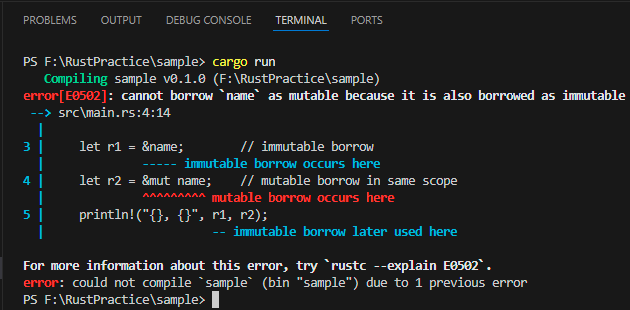 PROBLEMS OUTPUT DEBUG CONSOLE TERMINAL PORTS
PS F:\RustPractice\sample> cargo run
   Compiling sample v0.1.0 (F:\RustPractice\sample)
error[E0502]: cannot borrow `name` as mutable because it is also borrowed as immutable
 --> src\main.rs:4:14
  |
3 |     let r1 = &name;        // immutable borrow
  |              ----- immutable borrow occurs here
4 |     let r2 = &mut name;    // mutable borrow in same scope
  |              ^^^^^^^^^ mutable borrow occurs here
5 |     println!("{}, {}", r1, r2);
  |                        -- immutable borrow later used here

For more information about this error, try `rustc --explain E0502`.
error: could not compile `sample` (bin "sample") due to 1 previous error
PS F:\RustPractice\sample>